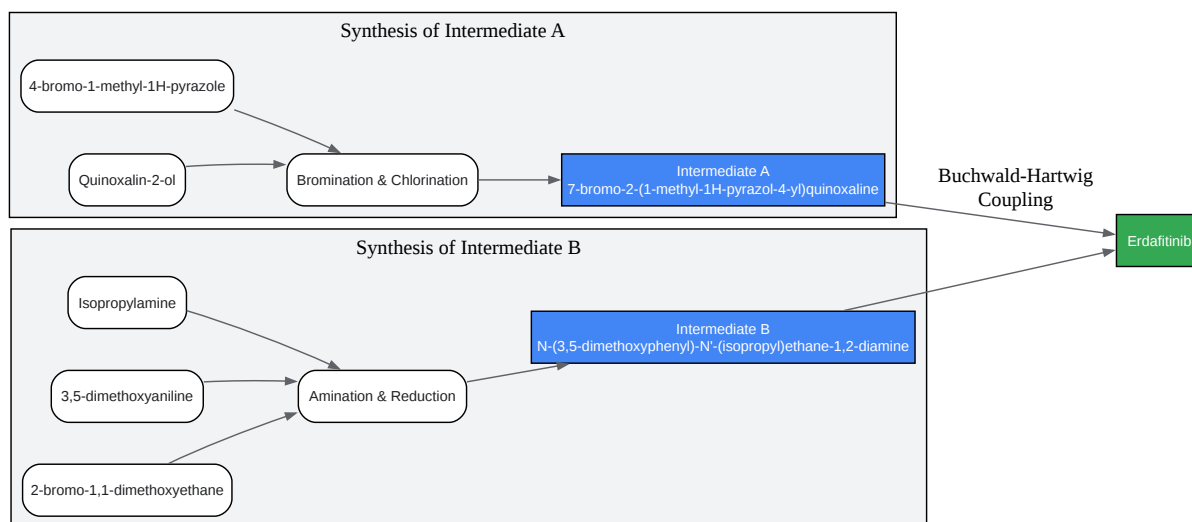 Synthesis of Intermediate A
4-bromo-1-methyl-1H-pyrazole
Quinoxalin-2-ol
Bromination & Chlorination
Intermediate A
7-bromo-2-(1-methyl-1H-pyrazol-4-yl)quinoxaline
Buchwald-Hartwig
Coupling
Erdafitinib
Synthesis of Intermediate B
Isopropylamine
3,5-dimethoxyaniline
2-bromo-1,1-dimethoxyethane
Amination & Reduction
Intermediate B
N-(3,5-dimethoxyphenyl)-N'-(isopropyl)ethane-1,2-diamine